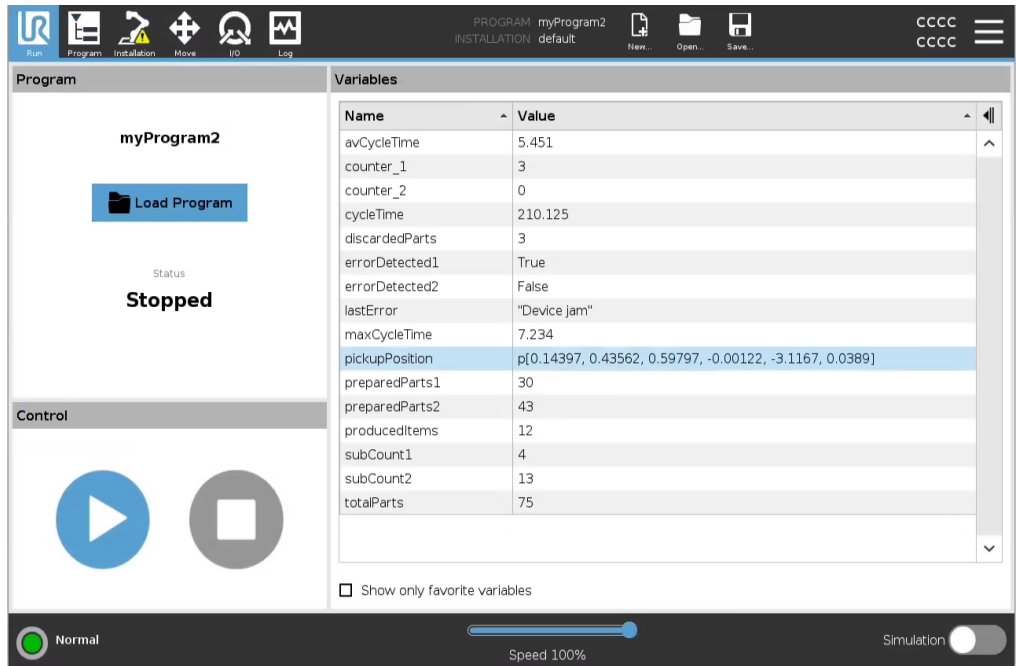 UR
PROGRAM myProgram2
INSTALLATION default
CCCC
CCCC
Run Program Installation Move I/O Log New... Open... Save...
Program
myProgram2
Load Program
Status
Stopped
Control
Variables
Name Value
avCycleTime 5.451
counter_1 3
counter_2 0
cycleTime 210.125
discardedParts 3
errorDetected1 True
errorDetected2 False
lastError "Device jam"
maxCycleTime 7.234
pickupPosition p[0.14397, 0.43562, 0.59797, -0.00122, -3.1167, 0.0389]
preparedParts1 30
preparedParts2 43
producedItems 12
subCount1 4
subCount2 13
totalParts 75
Show only favorite variables
Normal
Speed 100%
Simulation